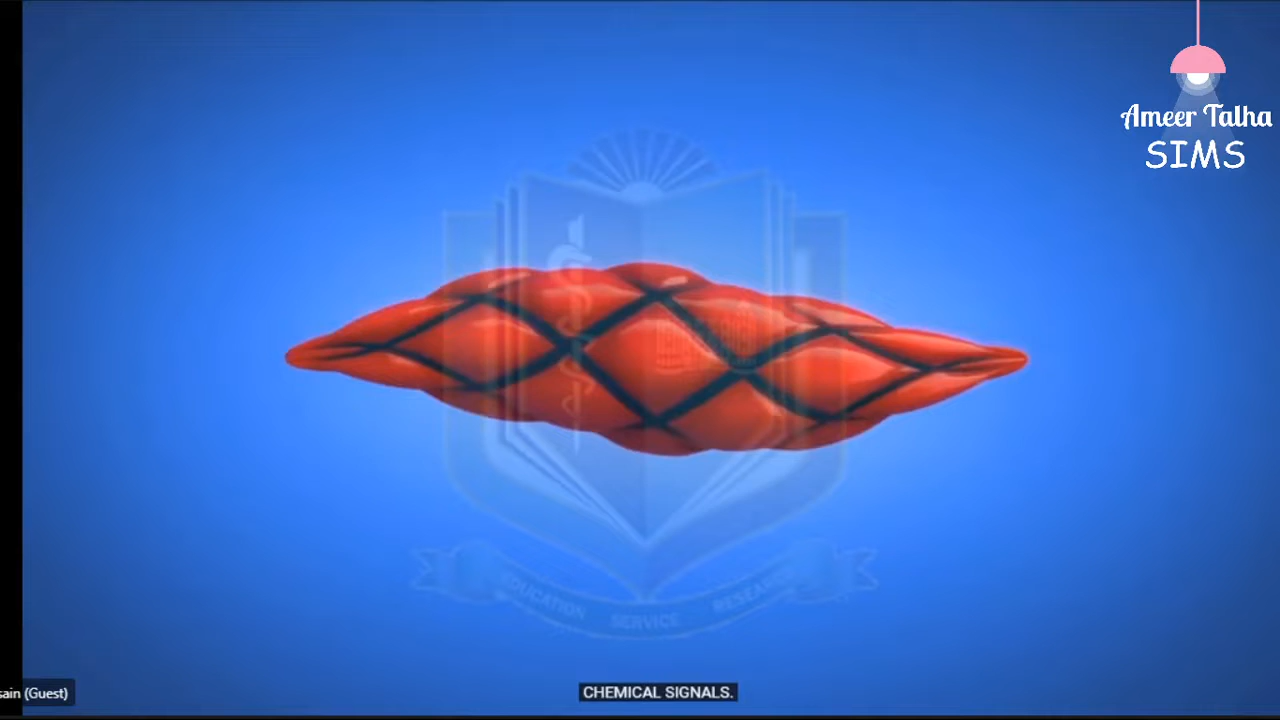 Ameer Talha
SIMS
EDUCATION SERVICE RESEARCH
sain (Guest)
CHEMICAL SIGNALS.